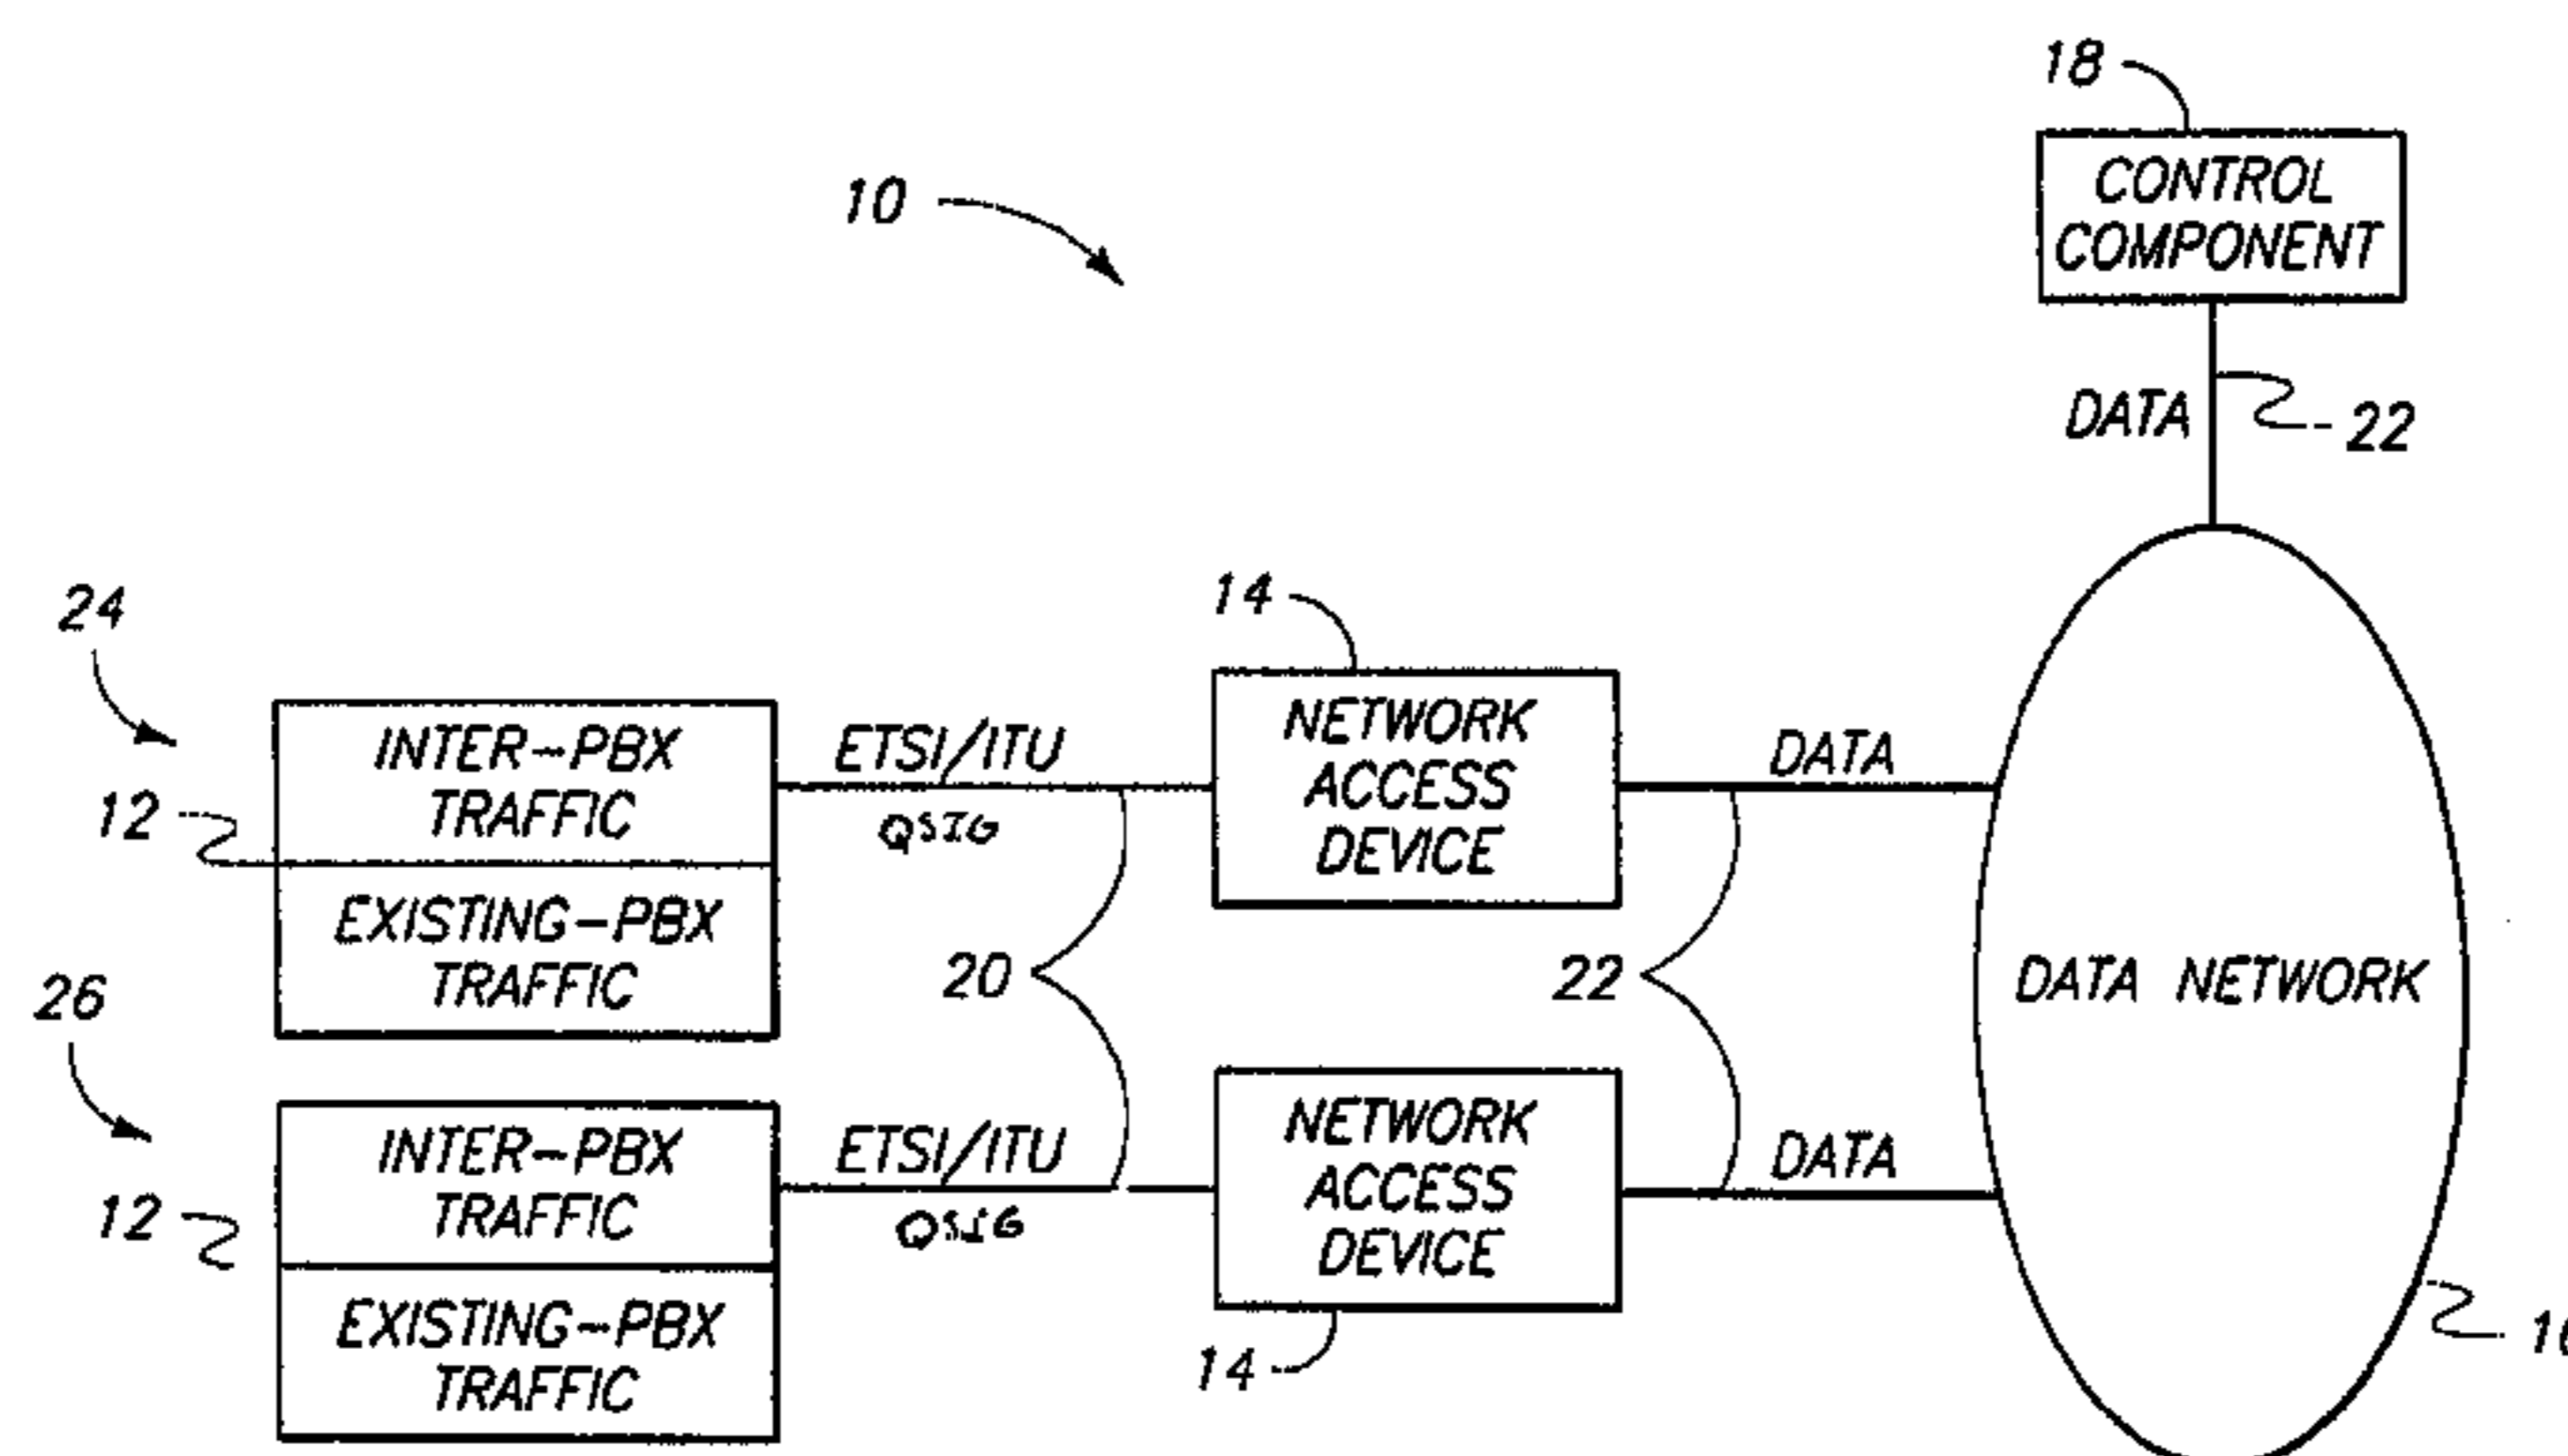 18
CONTROL
COMPONENT
10
DATA
22
24
14
INTER-PBX
TRAFFIC
ETSI/ITU
QSIG
NETWORK
ACCESS
DEVICE
DATA
12
EXISTING-PBX
TRAFFIC
20
22
DATA NETWORK
26
INTER-PBX
TRAFFIC
ETSI/ITU
QSIG
NETWORK
ACCESS
DEVICE
DATA
12
EXISTING-PBX
TRAFFIC
14